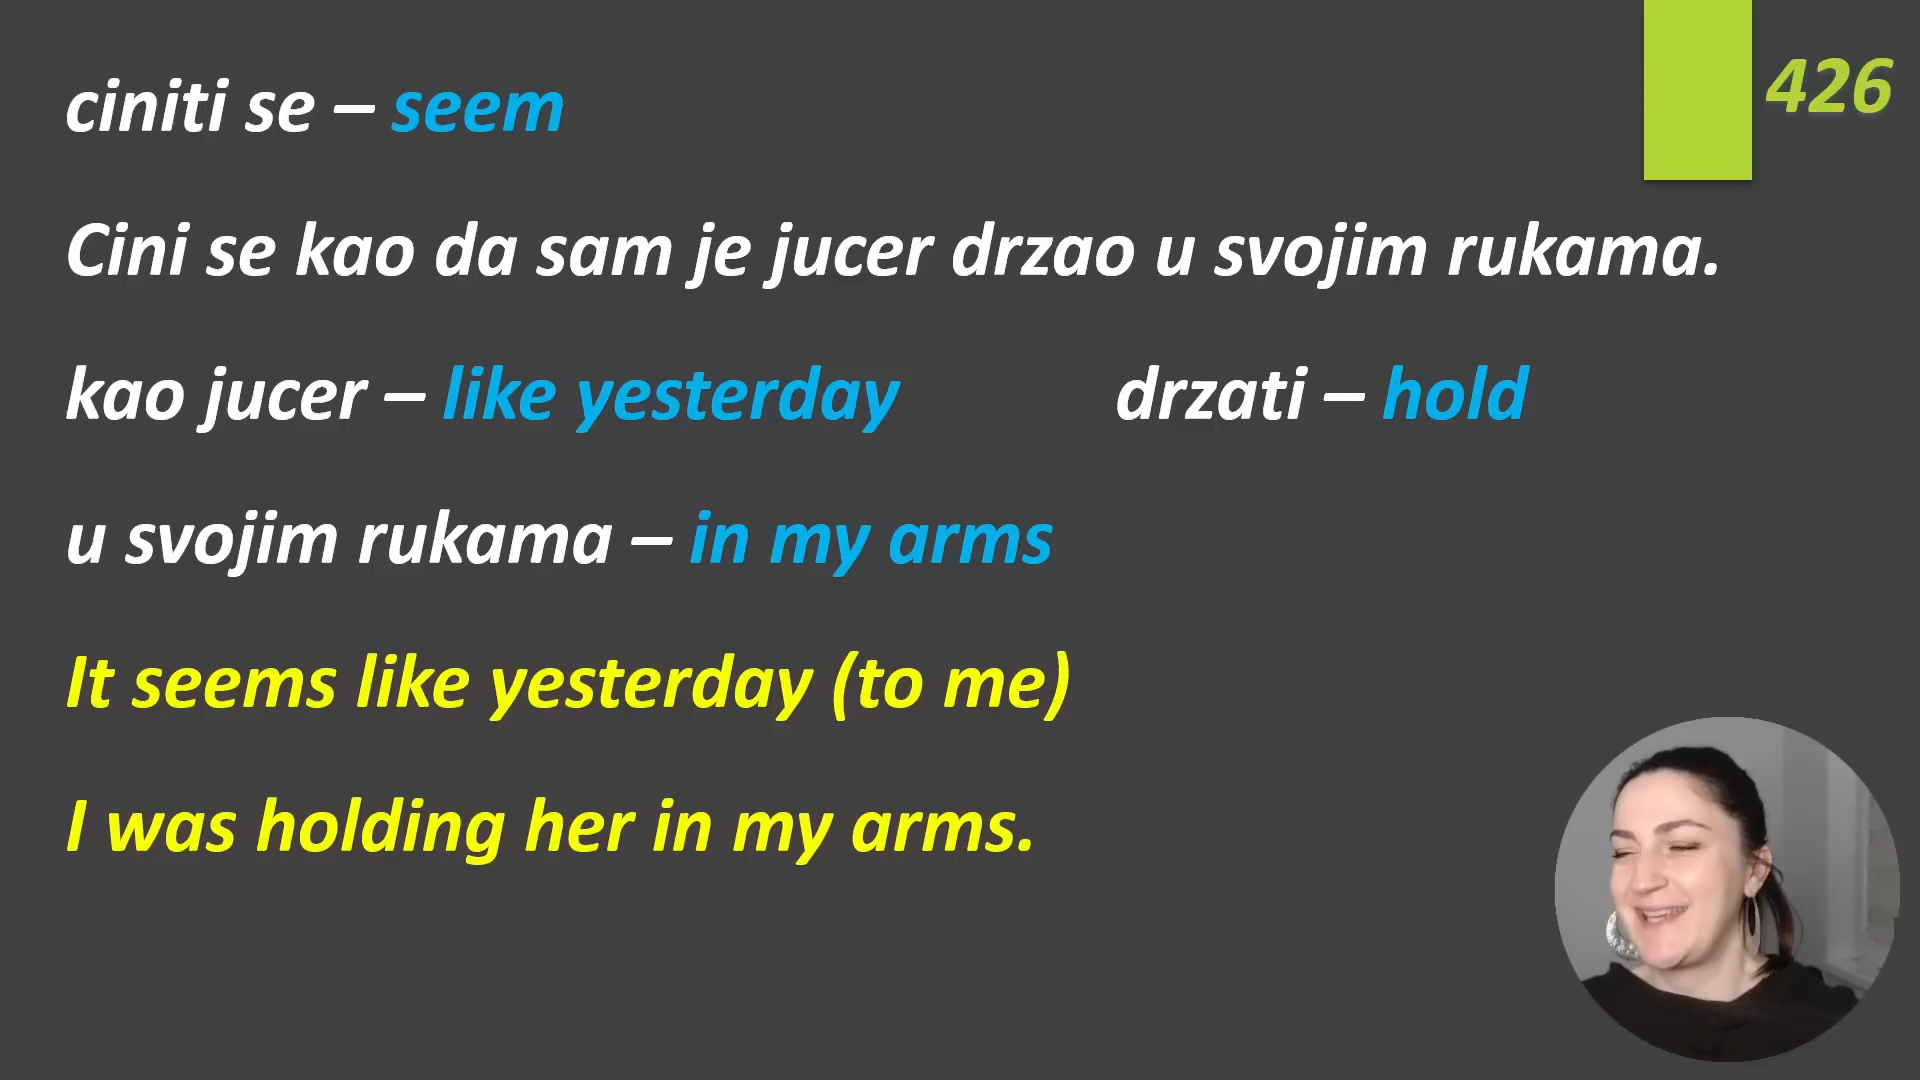 426
ciniti se – seem
Cini se kao da sam je jucer drzao u svojim rukama.
kao jucer – like yesterday drzati – hold
u svojim rukama – in my arms
It seems like yesterday (to me)
I was holding her in my arms.